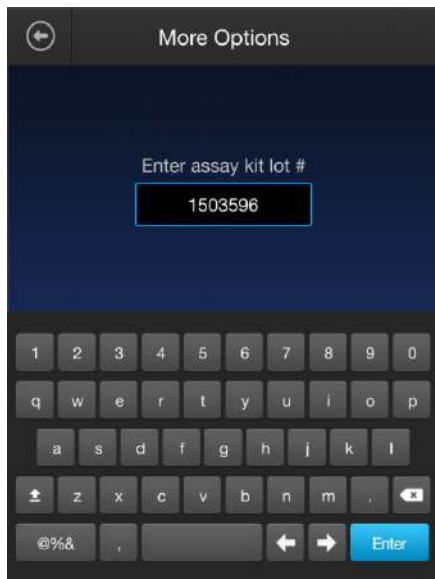 More Options
Enter assay kit lot #
1503596
1 2 3 4 5 6 7 8 9 0
q w e r t y u i o p
a s d f g h j k l
z x c v b n m .
@%& , Enter